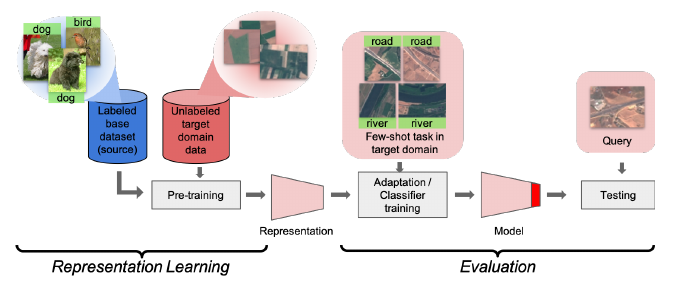 dog
bird
dog
Labeled
base
dataset
(source)
Unlabeled
target
domain
data
road
road
river
river
Few-shot task in
target domain
Query
Pre-training
Representation
Adaptation /
Classifier
training
Model
Testing
Representation Learning
Evaluation